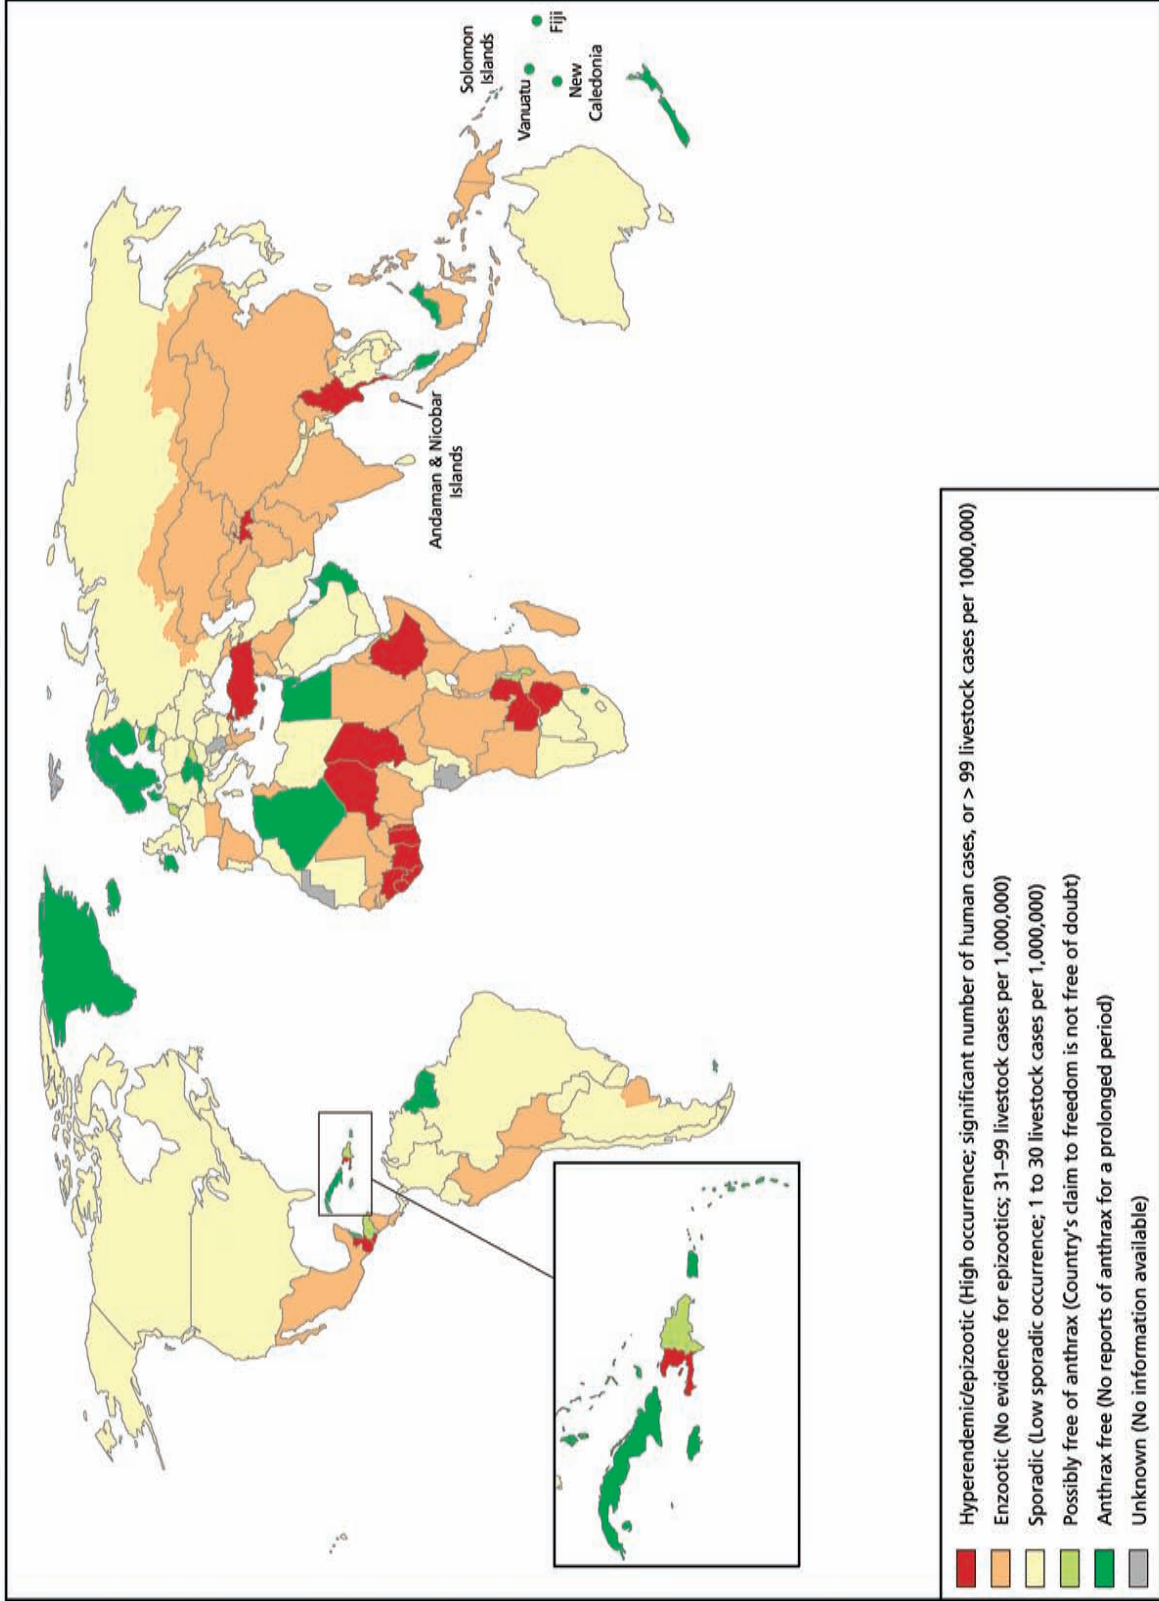 Solomon
Islands
Vanuatu
Fiji
New
Caledonia
Andaman & Nicobar
Islands
Hyperendemic/epizootic (High occurrence; significant number of human cases, or > 99 livestock cases per 1000,000)
Enzootic (No evidence for epizootics; 31–99 livestock cases per 1,000,000)
Sporadic (Low sporadic occurrence; 1 to 30 livestock cases per 1,000,000)
Possibly free of anthrax (Country's claim to freedom is not free of doubt)
Anthrax free (No reports of anthrax for a prolonged period)
Unknown (No information available)